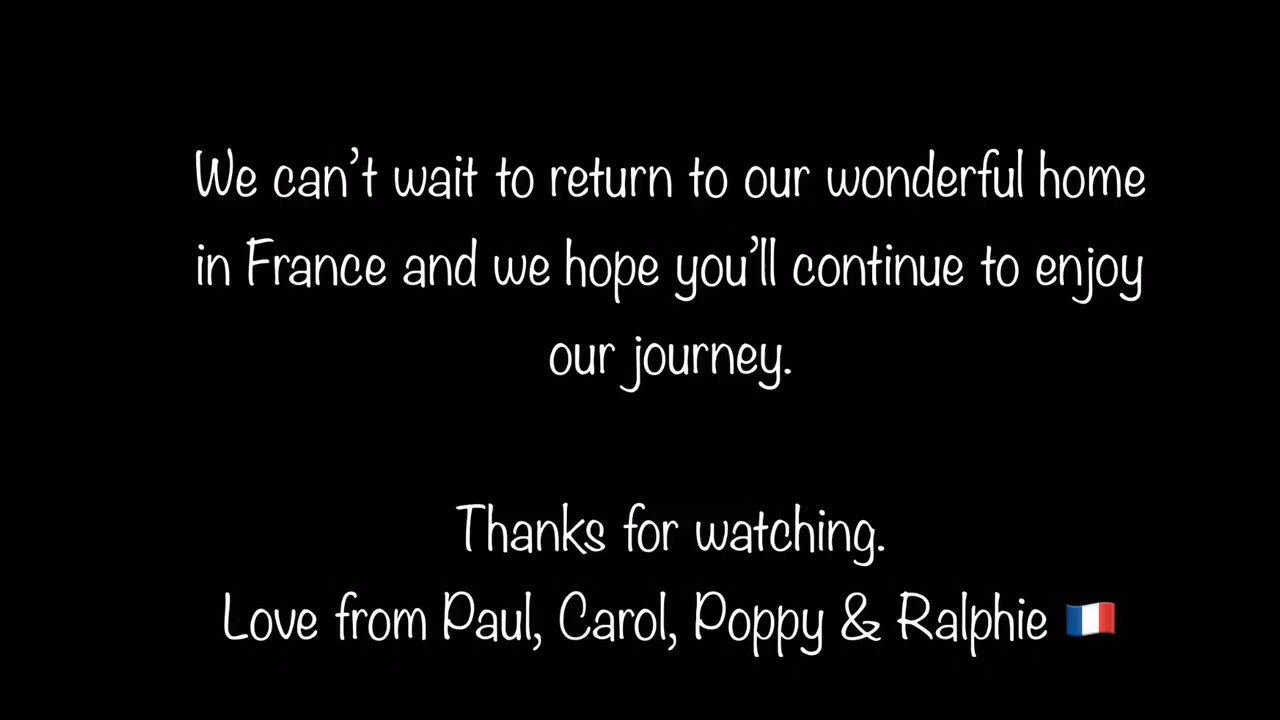 We can’t wait to return to our wonderful home
in France and we hope you’ll continue to enjoy
our journey.
Thanks for watching.
Love from Paul, Carol, Poppy & Ralphie 🇫🇷